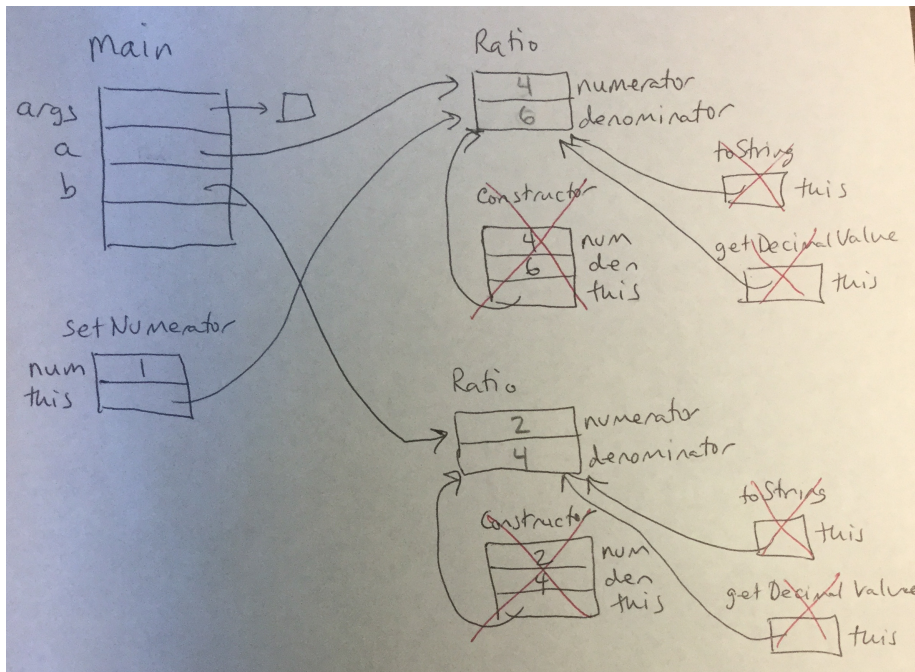 Main
args
a
b
setNumerator
num 1
this
Ratio
4 numerator
6 denominator
Constructor
4 num
6 den
this
toString
this
getDecimalValue
this
Ratio
2 numerator
4 denominator
Constructor
2 num
4 den
this
toString
this
getDecimalValue
this